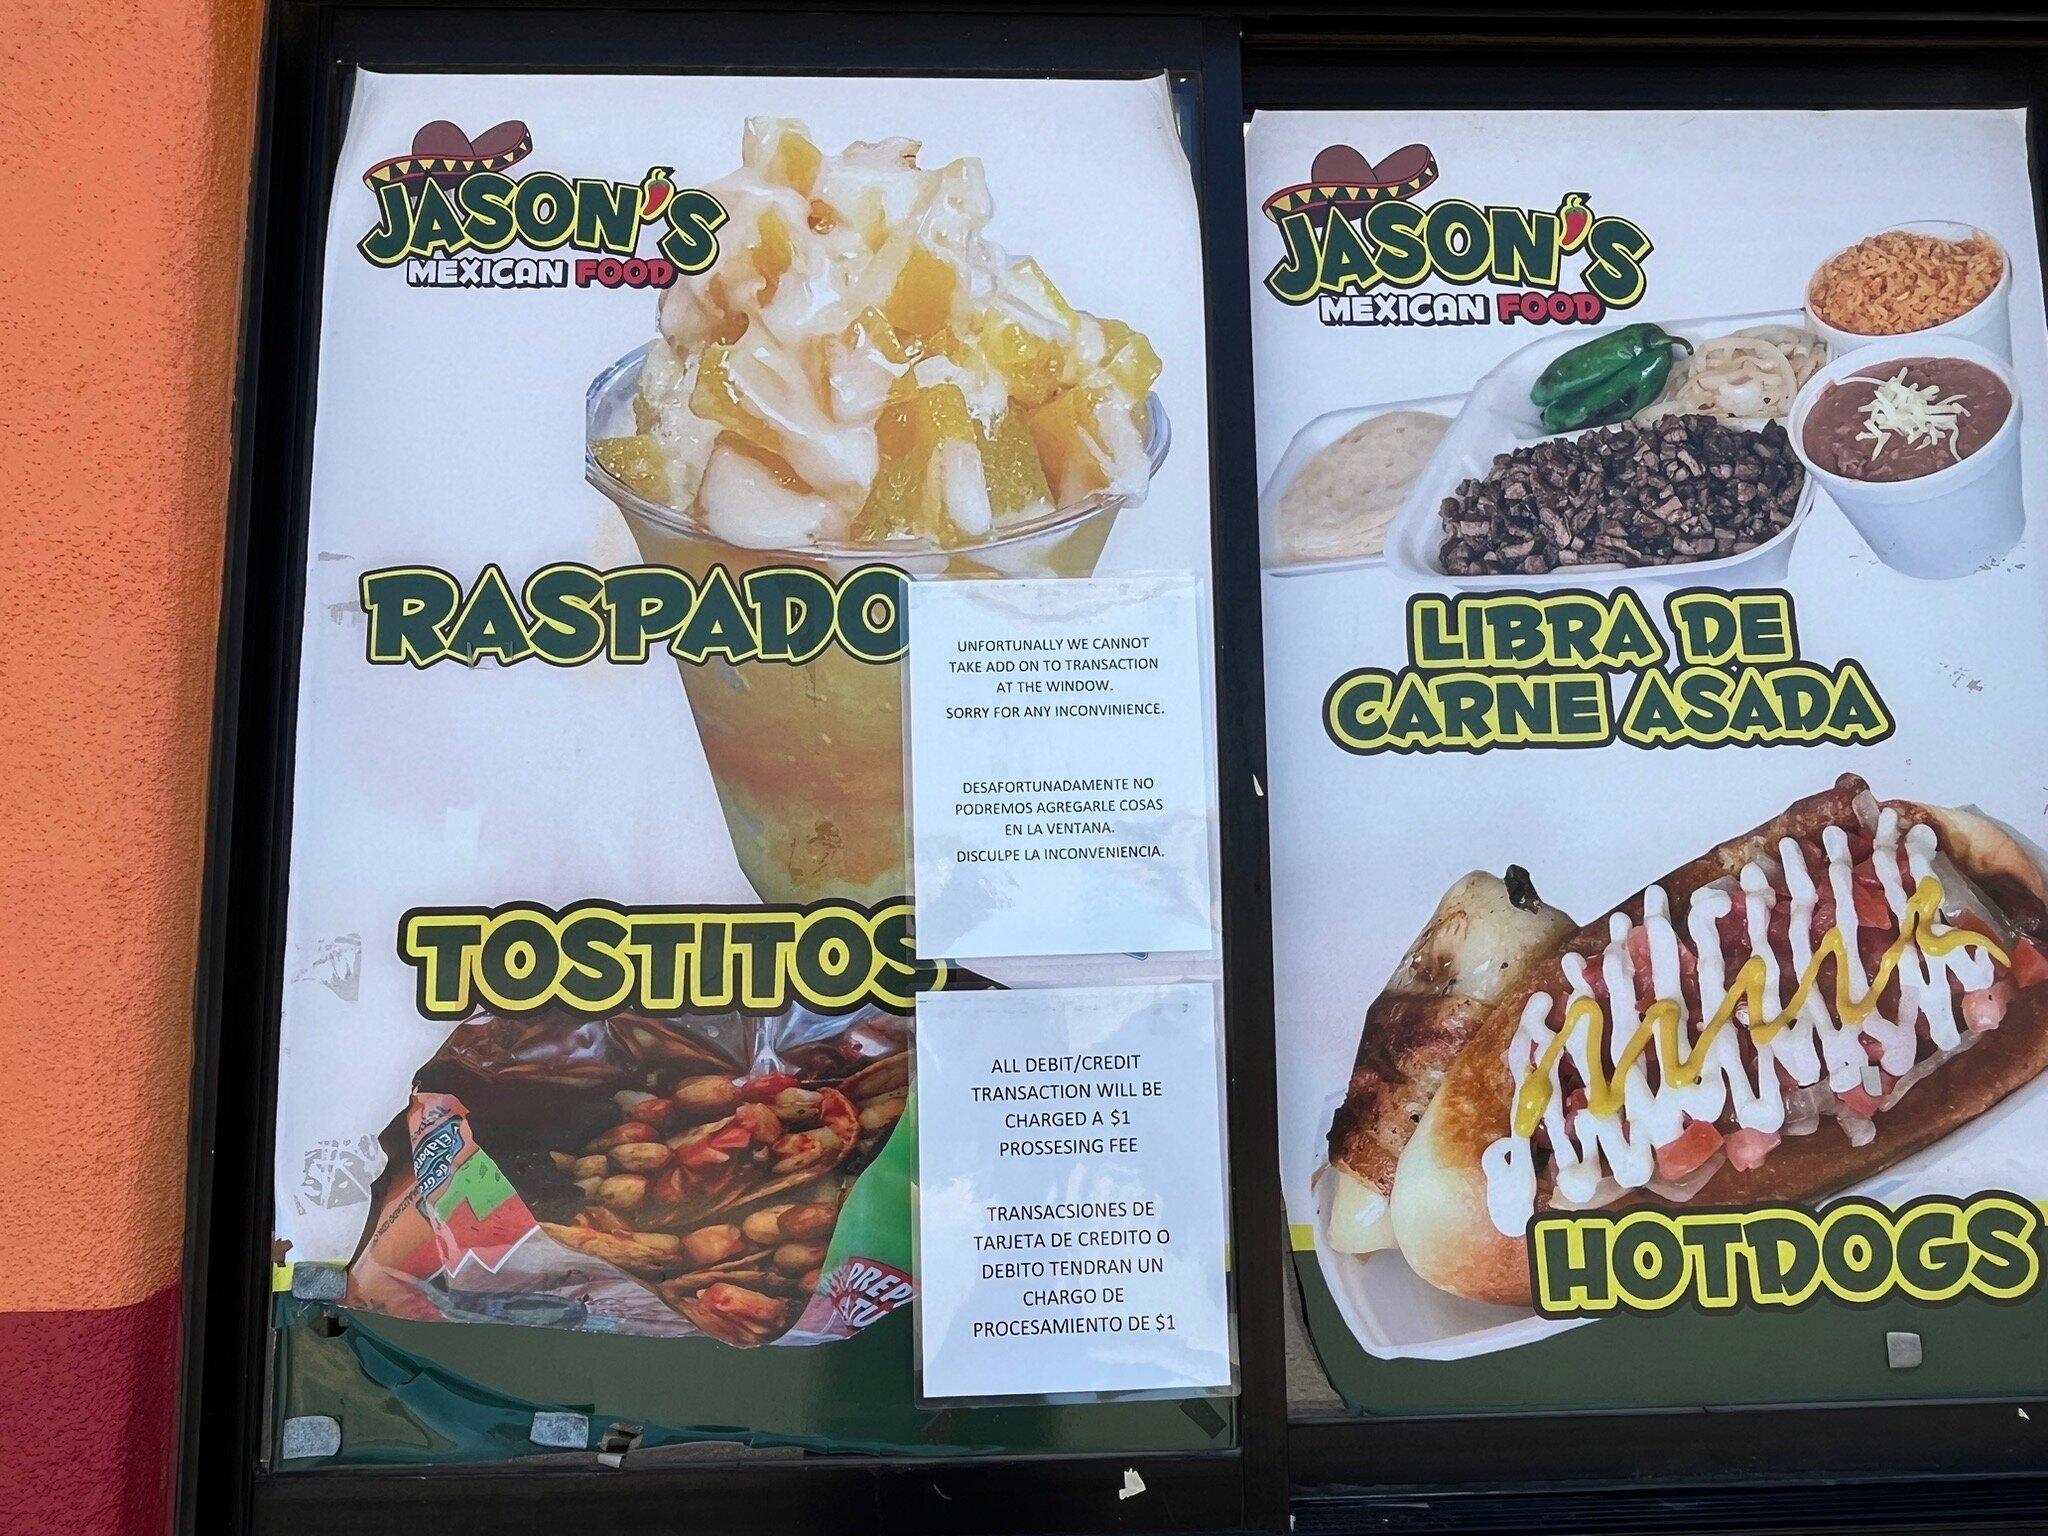 JASON'S
MEXICAN FOOD
RASPADO
UNFORTUNALLY WE CANNOT
TAKE ADD ON TO TRANSACTION
AT THE WINDOW.
SORRY FOR ANY INCONVINIENCE.
DESAFORTUNADAMENTE NO
PODREMOS AGREGARLE COSAS
EN LA VENTANA.
DISCULPE LA INCONVENIENCIA.
TOSTITOS
ALL DEBIT/CREDIT
TRANSACTION WILL BE
CHARGED A $1
PROSSESING FEE
TRANSACSIONES DE
TARJETA DE CREDITO O
DEBITO TENDRAN UN
CHARGO DE
PROCESAMIENTO DE $1
JASON'S
MEXICAN FOOD
LIBRA DE
CARNE ASADA
HOTDOGS